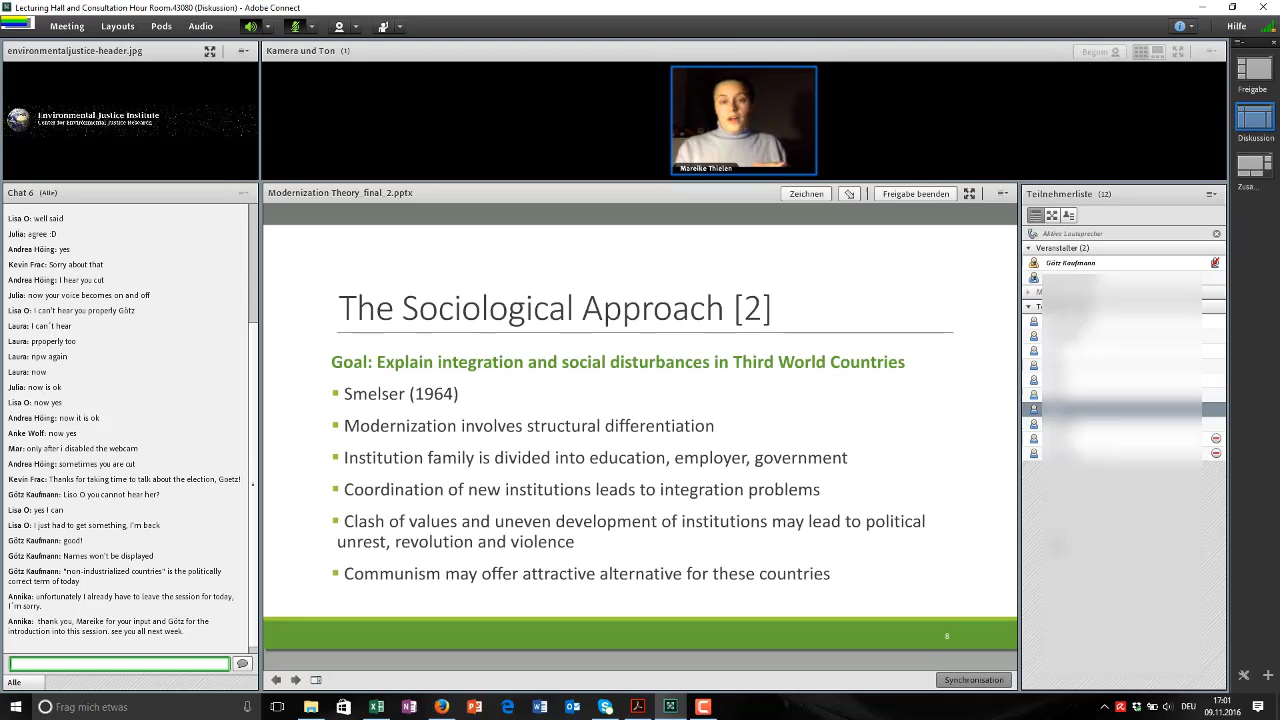 Lecturing Hall and Consultation Hour Room.43080 (Diskussion) - Adobe Connect
Meeting Layouts Pods Audio
Hilfe
environmentaljustice-header.jpg
Environmental Justice Institute
Center for Environmental Justice Research
Kamera und Ton (1)
Beginn
Mareike Thielen
Freigabe
Diskussion
Zusa...
Chat 6 (Alle)
Lisa O: well said
Julia: agree :D
Andrea Höing: yes
Kevin Frac: Sorry about that
Andrea Höing: I hear you cut
Julia: now your voice becomes on and off
Lisa O: I can't hear you properly Götz
Laura: I can´t hear
Laura: prpoperly too
Laura: npw again
Laura: now
Julia: now is ok
Lisa O: now yes
Andrea Höing: now it is ok
Anke Wolf: now yes
Mar: only after i disabled the webcam
Andrea Höing: sometimes you are cut
Kevin Frac: Thanks for taking time to talk about the election, Goetz!
Götz Kaufmann: Liso O you cannot hear her?
Lisa O: yes I can
Lisa O: I just had to get something, I'm back
Götz Kaufmann: good!
Götz Kaufmann: Names won't be displayed
Götz Kaufmann: "non-industrialized countries" is the politically
correct term of today
Annika: unfortunately I already have to leave the session for today,
I´m sorry.
Annika: thank you, Mareike for your input and Götz for the
introduction into this session. see you all next week.
Alle
Modernization Theory_final_2.pptx
Zeichnen
Freigabe beenden
The Sociological Approach [2]
Goal: Explain integration and social disturbances in Third World Countries
Smelser (1964)
Modernization involves structural differentiation
Institution family is divided into education, employer, government
Coordination of new institutions leads to integration problems
Clash of values and uneven development of institutions may lead to political
unrest, revolution and violence
Communism may offer attractive alternative for these countries
8
Synchronisation
Teilnehmerliste (12)
Aktive Lautsprecher
Veranstalter (2)
Götz Kaufmann
Frag mich etwas
DEU
17:01
09.11.2016